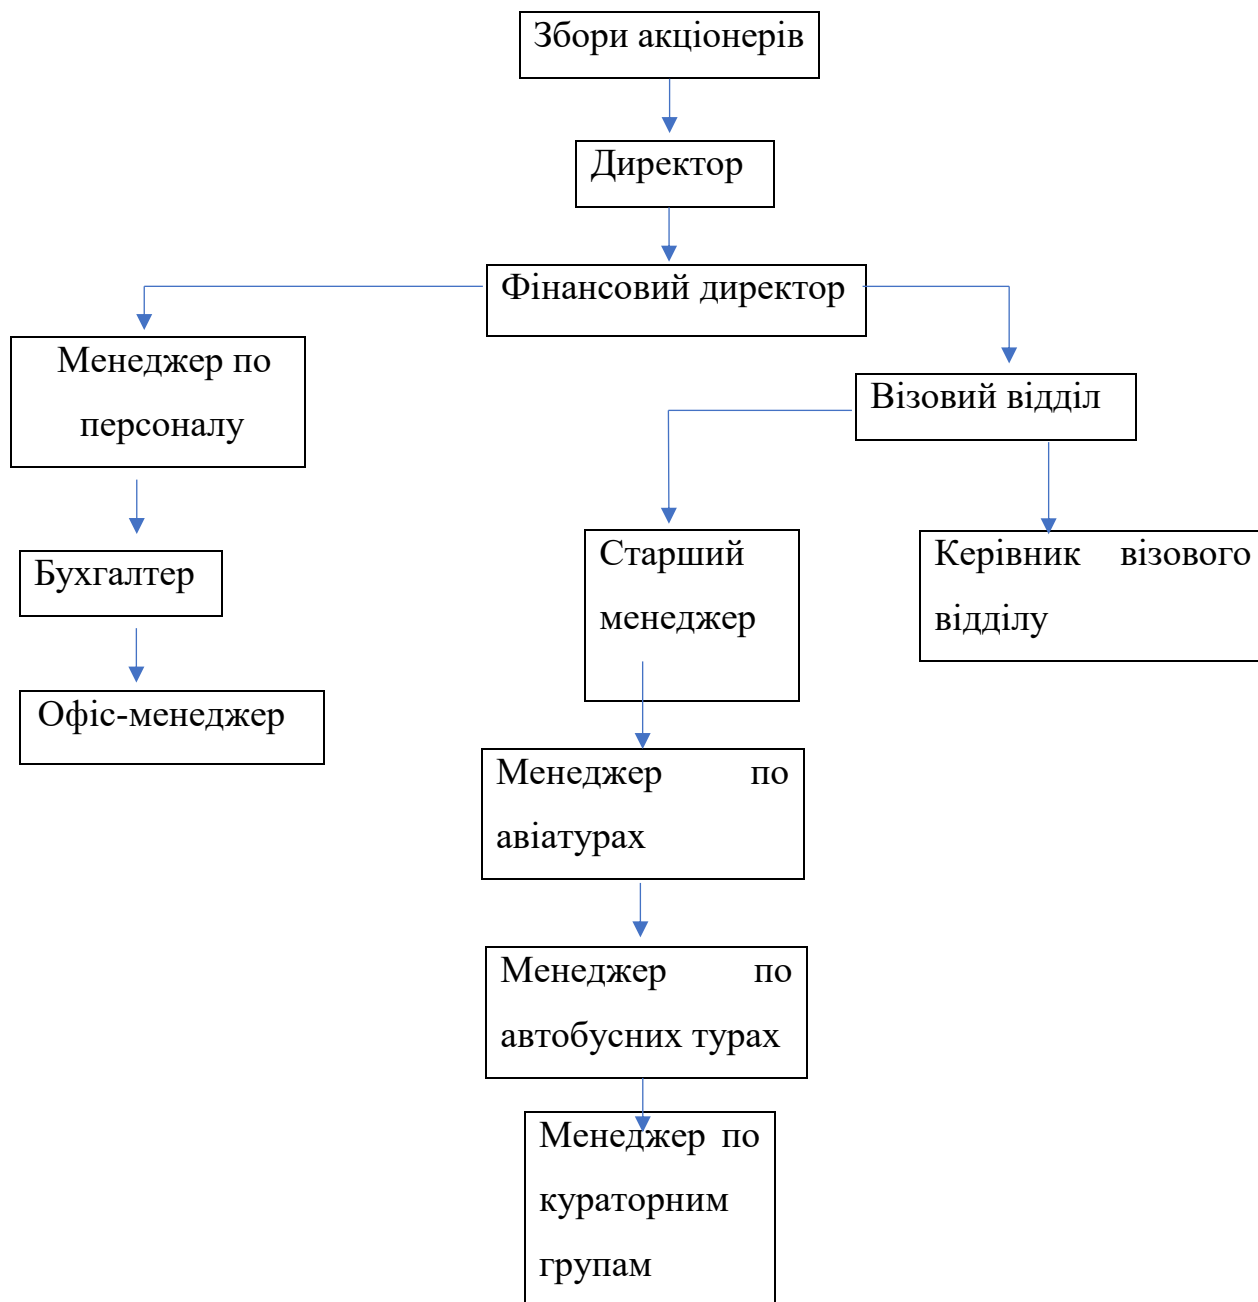 Збори акціонерів
Директор
Фінансовий директор
Менеджер по
персоналу
Візовий відділ
Бухгалтер
Старший
менеджер
Керівник візового
відділу
Офіс-менеджер
Менеджер по
авіатурах
Менеджер по
автобусних турах
Менеджер по
кураторним
групам